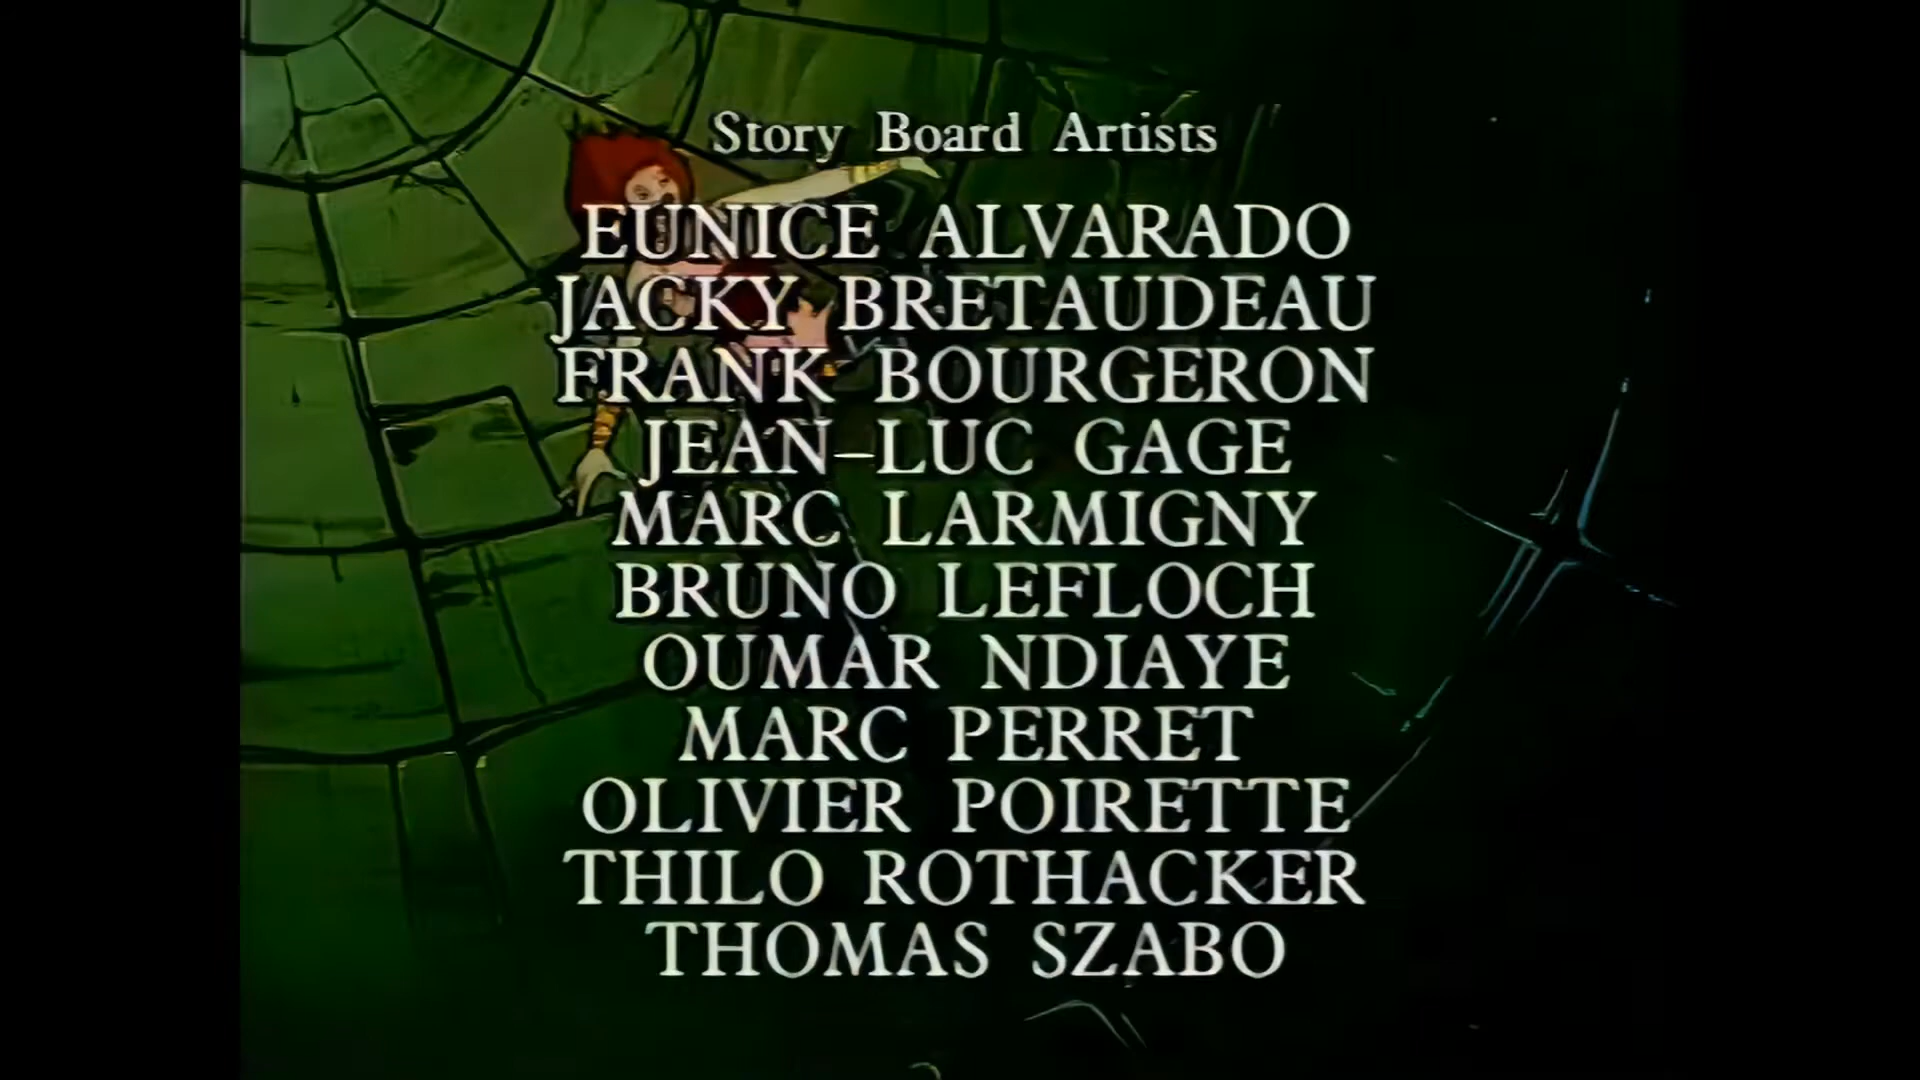 Story Board Artists
EUNICE ALVARADO
JACKY BRETAUDEAU
FRANK BOURGERON
JEAN-LUC GAGE
MARC LARMIGNY
BRUNO LEFLOCH
OUMAR NDIAYE
MARC PERRET
OLIVIER POIRETTE
THILO ROTHACKER
THOMAS SZABO